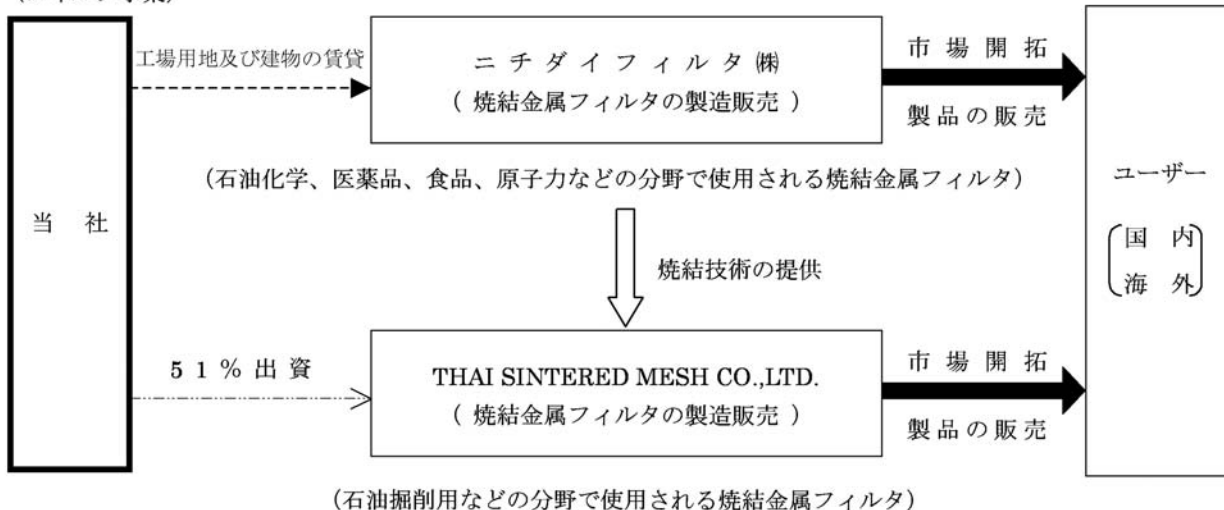 工場用地及び建物の賃貸
ニチダイフィルタ㈱
(焼結金属フィルタの製造販売)
市場開拓
製品の販売
(石油化学、医薬品、食品、原子力などの分野で使用される焼結金属フィルタ)
当社
焼結技術の提供
ユーザー
国内
海外
51%出資
THAI SINTERED MESH CO.,LTD.
(焼結金属フィルタの製造販売)
市場開拓
製品の販売
(石油掘削用などの分野で使用される焼結金属フィルタ)